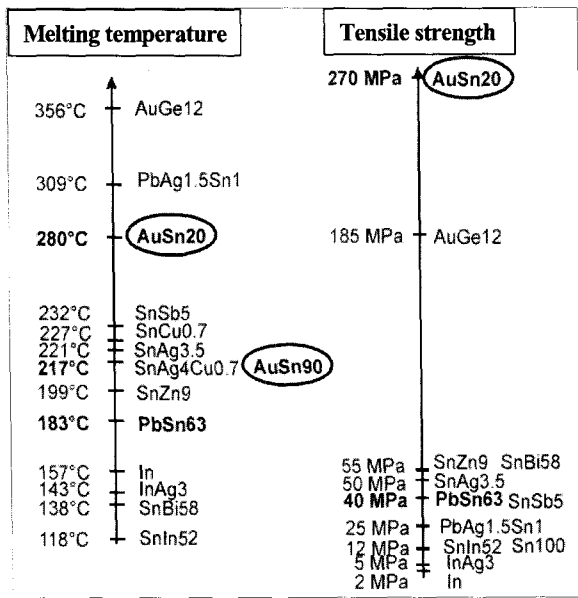 Melting temperature
356°C AuGe12
309°C PbAg1.5Sn1
280°C AuSn20
232°C SnSb5
227°C SnCu0.7
221°C SnAg3.5
217°C SnAg4Cu0.7 AuSn90
199°C SnZn9
183°C PbSn63
157°C In
143°C InAg3
138°C SnBi58
118°C SnIn52
Tensile strength
270 MPa AuSn20
185 MPa AuGe12
55 MPa SnZn9 SnBi58
50 MPa SnAg3.5
40 MPa PbSn63 SnSb5
25 MPa PbAg1.5Sn1
12 MPa SnIn52 Sn100
5 MPa InAg3
2 MPa In